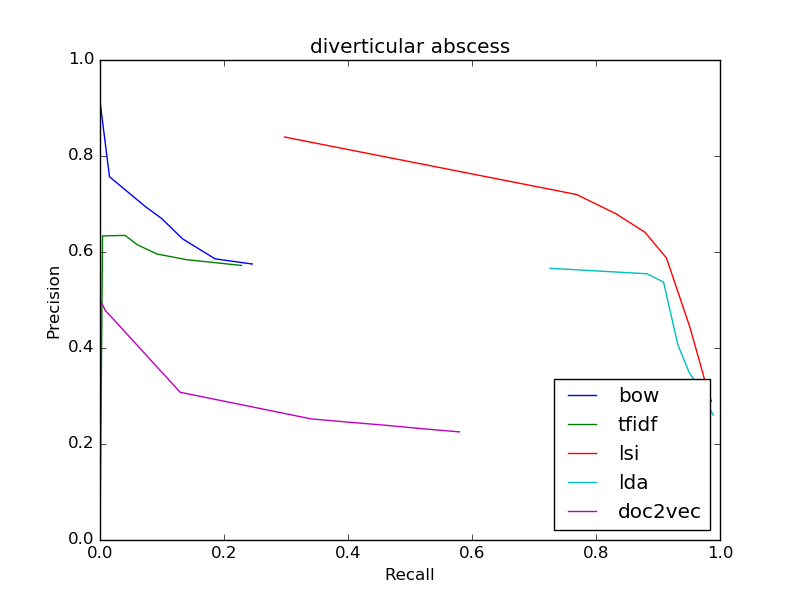 diverticular abscess
1.0
0.8
0.6
0.4
0.2
0.0
Precision
0.0 0.2 0.4 0.6 0.8 1.0
Recall
bow
tfidf
lsi
lda
doc2vec